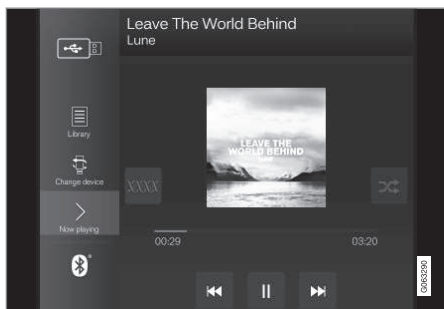 Leave The World Behind
Lune
Library
Change device
Now playing
LEAVE THE
WORLD BEHIND
LUNE
XXXX
00:29
03:20
G063290